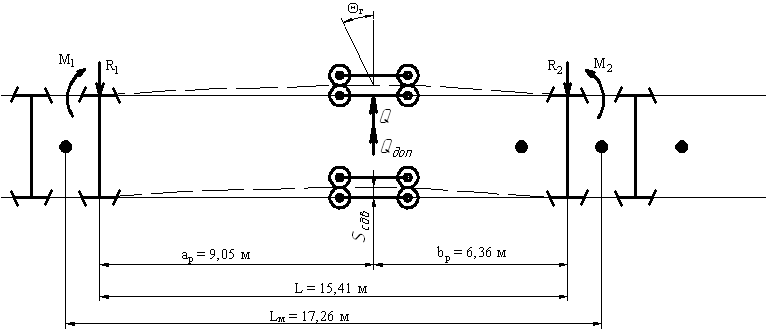 Θг
M1 R1 R2 M2
Q
Qдоп
Sсдв
aр = 9,05 м bр = 6,36 м
L = 15,41 м
Lм = 17,26 м